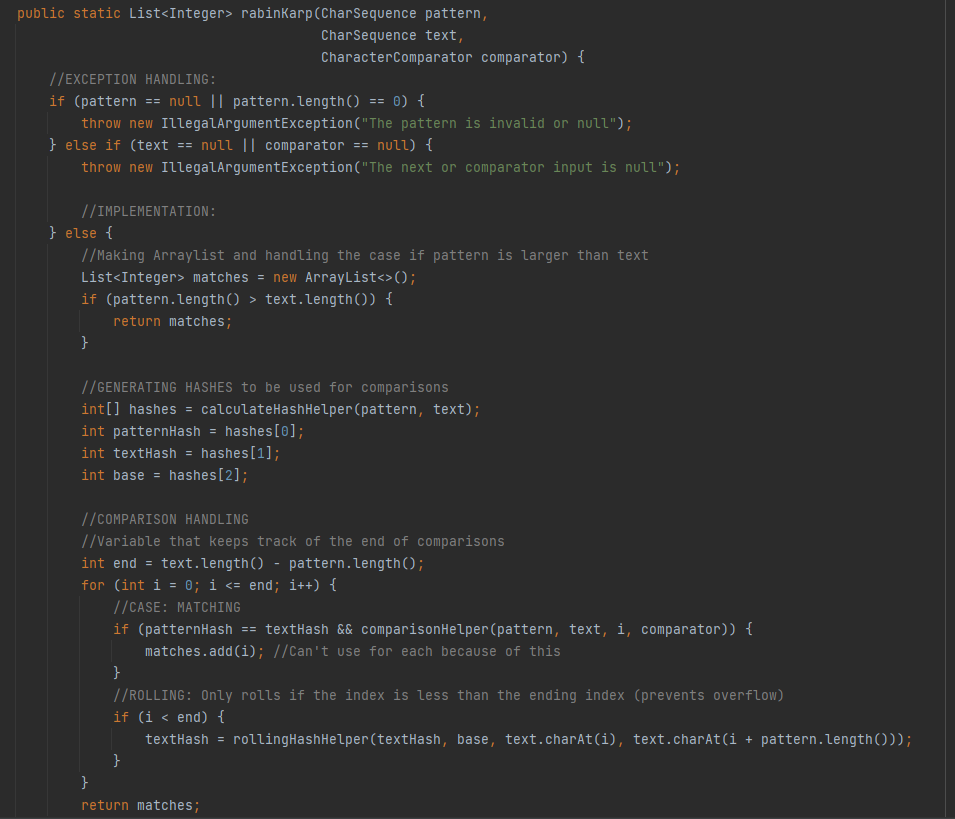 public static List<Integer> rabinKarp(CharSequence pattern,
                                      CharSequence text,
                                      CharacterComparator comparator) {
    //EXCEPTION HANDLING:
    if (pattern == null || pattern.length() == 0) {
        throw new IllegalArgumentException("The pattern is invalid or null");
    } else if (text == null || comparator == null) {
        throw new IllegalArgumentException("The next or comparator input is null");

        //IMPLEMENTATION:
    } else {
        //Making Arraylist and handling the case if pattern is larger than text
        List<Integer> matches = new ArrayList<>();
        if (pattern.length() > text.length()) {
            return matches;
        }

        //GENERATING HASHES to be used for comparisons
        int[] hashes = calculateHashHelper(pattern, text);
        int patternHash = hashes[0];
        int textHash = hashes[1];
        int base = hashes[2];

        //COMPARISON HANDLING
        //Variable that keeps track of the end of comparisons
        int end = text.length() - pattern.length();
        for (int i = 0; i <= end; i++) {
            //CASE: MATCHING
            if (patternHash == textHash && comparisonHelper(pattern, text, i, comparator)) {
                matches.add(i); //Can't use for each because of this
            }
            //ROLLING: Only rolls if the index is less than the ending index (prevents overflow)
            if (i < end) {
                textHash = rollingHashHelper(textHash, base, text.charAt(i), text.charAt(i + pattern.length()));
            }
        }
        return matches;